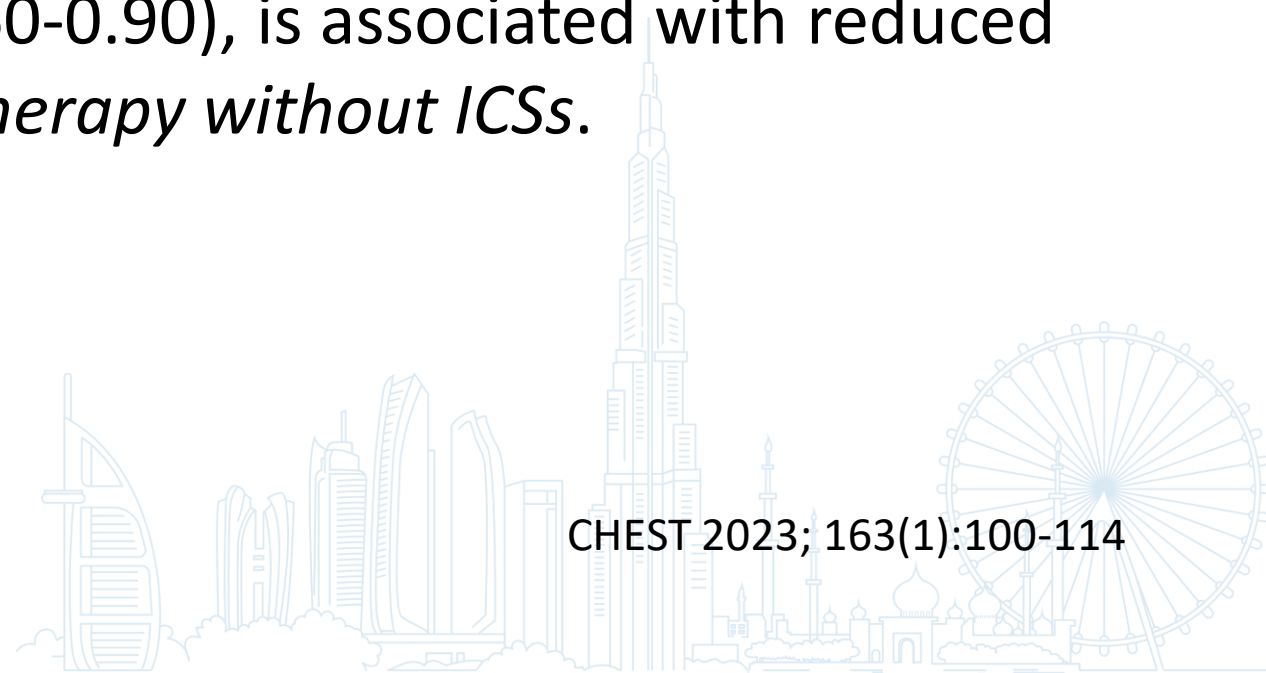 0-0.90), is associated with reduced
herapy without ICSs.
CHEST 2023; 163(1):100-114